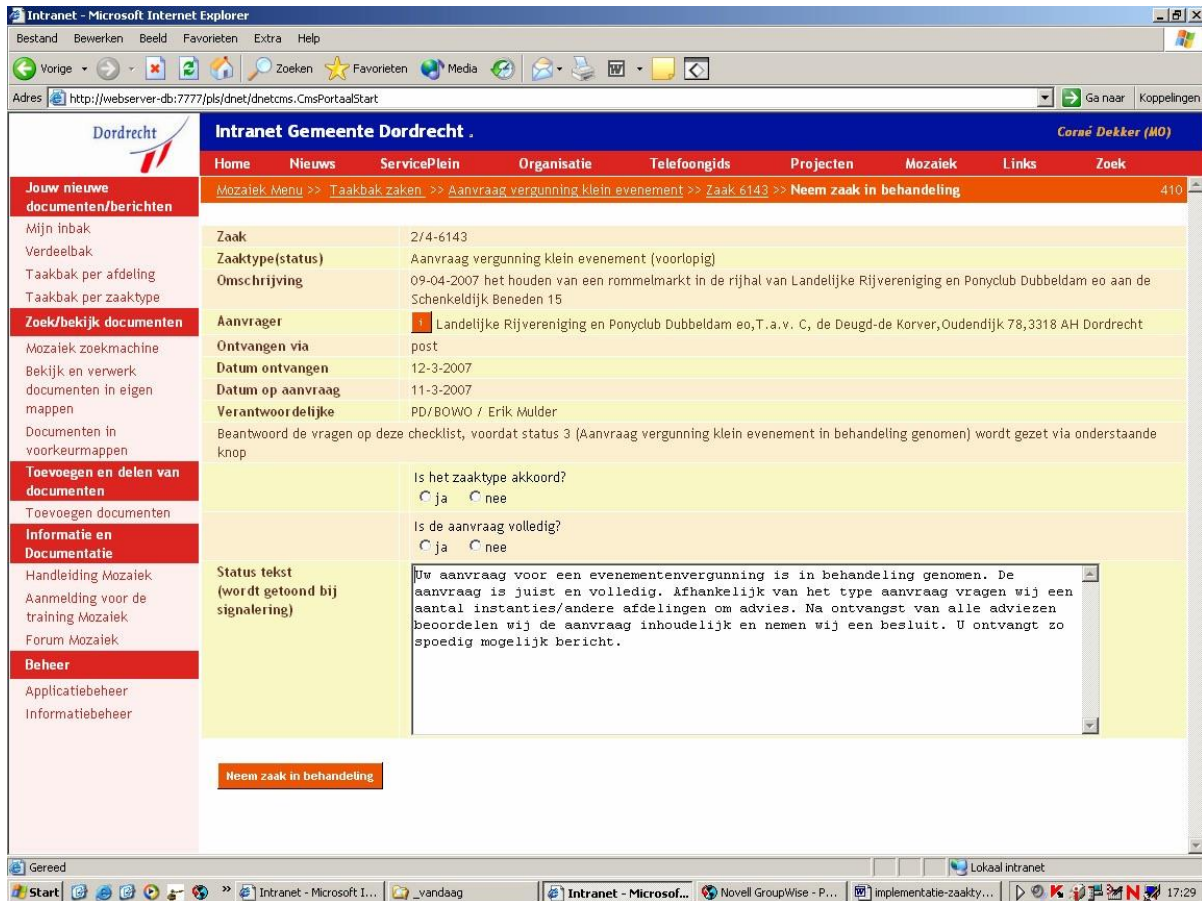 Intranet - Microsoft Internet Explorer
Bestand Bewerken Beeld Favorieten Extra Help
Vorige Zoeken Favorieten Media
Adres http://webserver-db:7777/pls/dnet/dnetcms.CmsPortaalStart Ga naar Koppelingen
Dordrecht
Intranet Gemeente Dordrecht . Corné Dekker (MO)
Home Nieuws ServicePlein Organisatie Telefoongids Projecten Mozaiek Links Zoek
Mozaiek Menu >> Taakbak zaken >> Aanvraag vergunning klein evenement >> Zaak 6143 >> Neem zaak in behandeling 410
Jouw nieuwe
documenten/berichten
Mijn inbak
Verdeelbak
Taakbak per afdeling
Taakbak per zaaktype
Zoek/bekijk documenten
Mozaiek zoekmachine
Bekijk en verwerk
documenten in eigen
mappen
Documenten in
voorkeurmappen
Toevoegen en delen van
documenten
Toevoegen documenten
Informatie en
Documentatie
Handleiding Mozaiek
Aanmelding voor de
training Mozaiek
Forum Mozaiek
Beheer
Applicatiebeheer
Informatiebeheer
Zaak 2/4-6143
Zaaktype(status) Aanvraag vergunning klein evenement (voorlopig)
Omschrijving 09-04-2007 het houden van een rommelmarkt in de rijhal van Landelijke Rijvereniging en Ponyclub Dubbeldam eo aan de
Schenkeldijk Beneden 15
Aanvrager Landelijke Rijvereniging en Ponyclub Dubbeldam eo,T.a.v. C, de Deugd-de Korver,Oudendijk 78,3318 AH Dordrecht
Ontvangen via post
Datum ontvangen 12-3-2007
Datum op aanvraag 11-3-2007
Verantwoordelijke PD/BOWO / Erik Mulder
Beantwoord de vragen op deze checklist, voordat status 3 (Aanvraag vergunning klein evenement in behandeling genomen) wordt gezet via onderstaande
knop
Is het zaaktype akkoord?
ja nee
Is de aanvraag volledig?
ja nee
Status tekst
(wordt getoond bij
signalering)
Uw aanvraag voor een evenementenvergunning is in behandeling genomen. De
aanvraag is juist en volledig. Afhankelijk van het type aanvraag vragen wij een
aantal instanties/andere afdelingen om advies. Na ontvangst van alle adviezen
beoordelen wij de aanvraag inhoudelijk en nemen wij een besluit. U ontvangt zo
spoedig mogelijk bericht.
Neem zaak in behandeling
Gereed Lokaal intranet
Start » Intranet - Microsoft I... _vandaag Intranet - Microsof... Novell GroupWise - P... implementatie-zaakty... 17:29